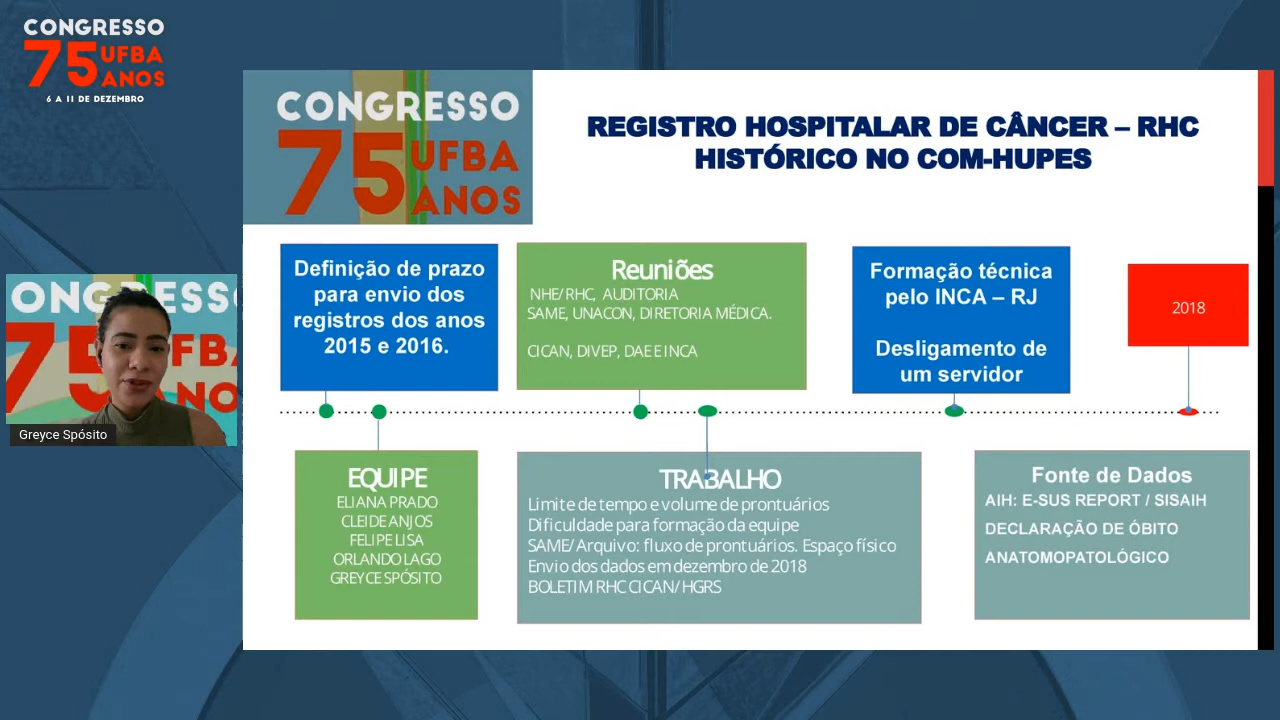 CONGRESSO
75 UFBA
ANOS
6 A 11 DE DEZEMBRO
CONGRESSO
75 UFBA
ANOS
REGISTRO HOSPITALAR DE CÂNCER – RHC
HISTÓRICO NO COM-HUPES
Definição de prazo
para envio dos
registros dos anos
2015 e 2016.
Reuniões
NHE/RHC, AUDITORIA
SAME, UNACON, DIRETORIA MÉDICA.
CICAN, DIVEP, DAE E INCA
Formação técnica
pelo INCA – RJ
Desligamento de
um servidor
2018
EQUIPE
ELIANA PRADO
CLEIDE ANJOS
FELIPE LISA
ORLANDO LAGO
GREYCE SPÓSITO
TRABALHO
Limite de tempo e volume de prontuários
Dificuldade para formação da equipe
SAME/Arquivo: fluxo de prontuários. Espaço físico
Envio dos dados em dezembro de 2018
BOLETIM RHC CICAN/HGRS
Fonte de Dados
AIH: E-SUS REPORT / SISAIH
DECLARAÇÃO DE ÓBITO
ANATOMOPATOLÓGICO
Greyce Spósito